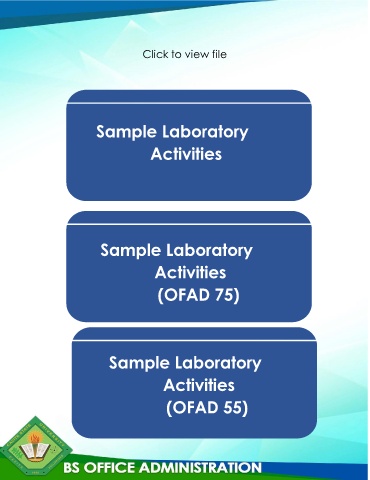 Click to view file
Sample Laboratory
Activities
Sample Laboratory
Activities
(OFAD 75)
Sample Laboratory
Activities
(OFAD 55)
BS OFFICE ADMINISTRATION